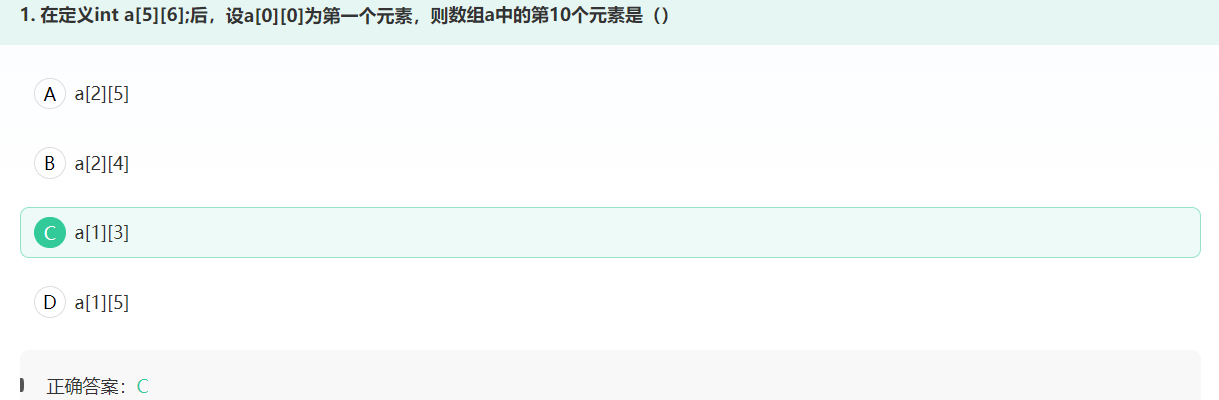 1. 在定义int a[5][6];后，设a[0][0]为第一个元素，则数组a中的第10个元素是（）
A a[2][5]
B a[2][4]
C a[1][3]
D a[1][5]
正确答案：C